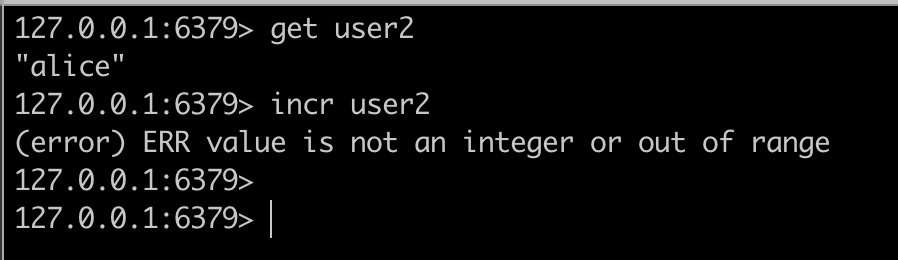 127.0.0.1:6379> get user2
"alice"
127.0.0.1:6379> incr user2
(error) ERR value is not an integer or out of range
127.0.0.1:6379>
127.0.0.1:6379>